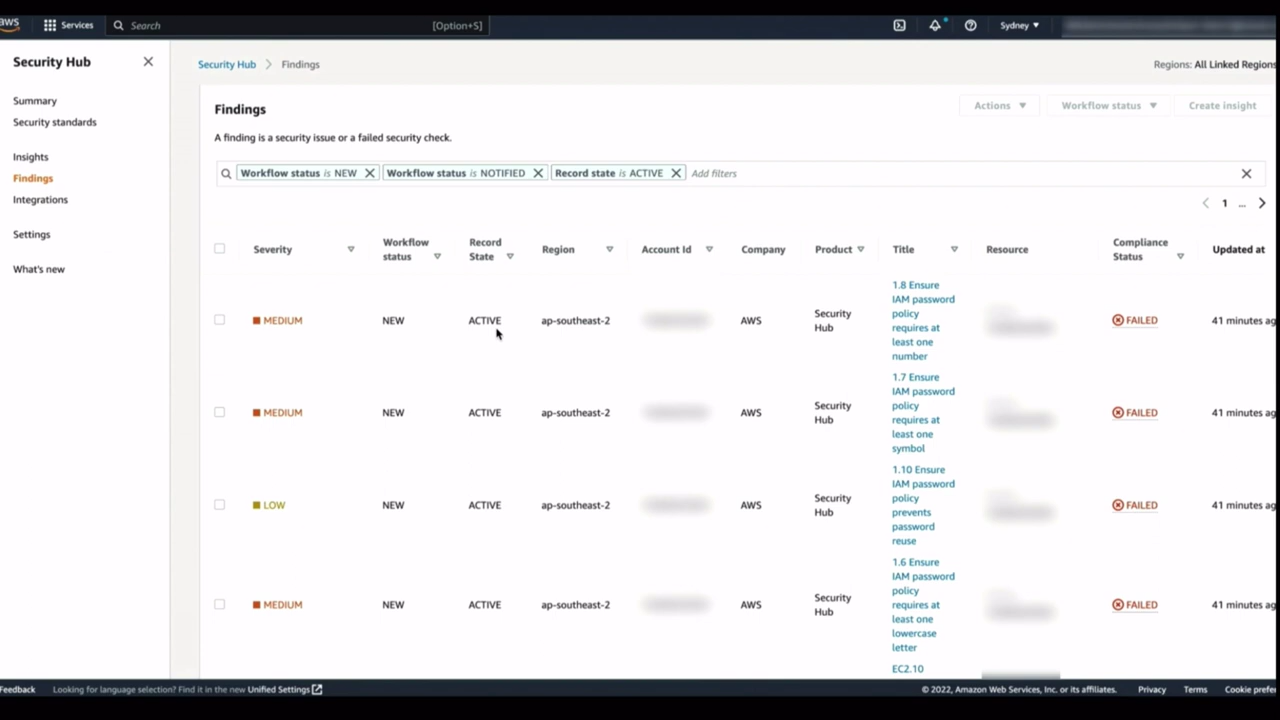 aws Services Search [Option+S] Sydney
Security Hub
Summary
Security standards
Insights
Findings
Integrations
Settings
What's new
Security Hub > Findings
Regions: All Linked Regions
Findings
Actions Workflow status Create insight
A finding is a security issue or a failed security check.
Workflow status is NEW Workflow status is NOTIFIED Record state is ACTIVE Add filters
1 ...
Severity
Workflow
status
Record
State
Region
Account Id
Company
Product
Title
Resource
Compliance
Status
Updated at
MEDIUM
NEW
ACTIVE
ap-southeast-2
AWS
Security
Hub
1.8 Ensure
IAM password
policy
requires at
least one
number
FAILED
41 minutes ag
MEDIUM
NEW
ACTIVE
ap-southeast-2
AWS
Security
Hub
1.7 Ensure
IAM password
policy
requires at
least one
symbol
FAILED
41 minutes ag
LOW
NEW
ACTIVE
ap-southeast-2
AWS
Security
Hub
1.10 Ensure
IAM password
policy
prevents
password
reuse
FAILED
41 minutes ag
MEDIUM
NEW
ACTIVE
ap-southeast-2
AWS
Security
Hub
1.6 Ensure
IAM password
policy
requires at
least one
lowercase
letter
FAILED
41 minutes ag
EC2.10
Feedback Looking for language selection? Find it in the new Unified Settings © 2022, Amazon Web Services, Inc. or its affiliates. Privacy Terms Cookie prefe